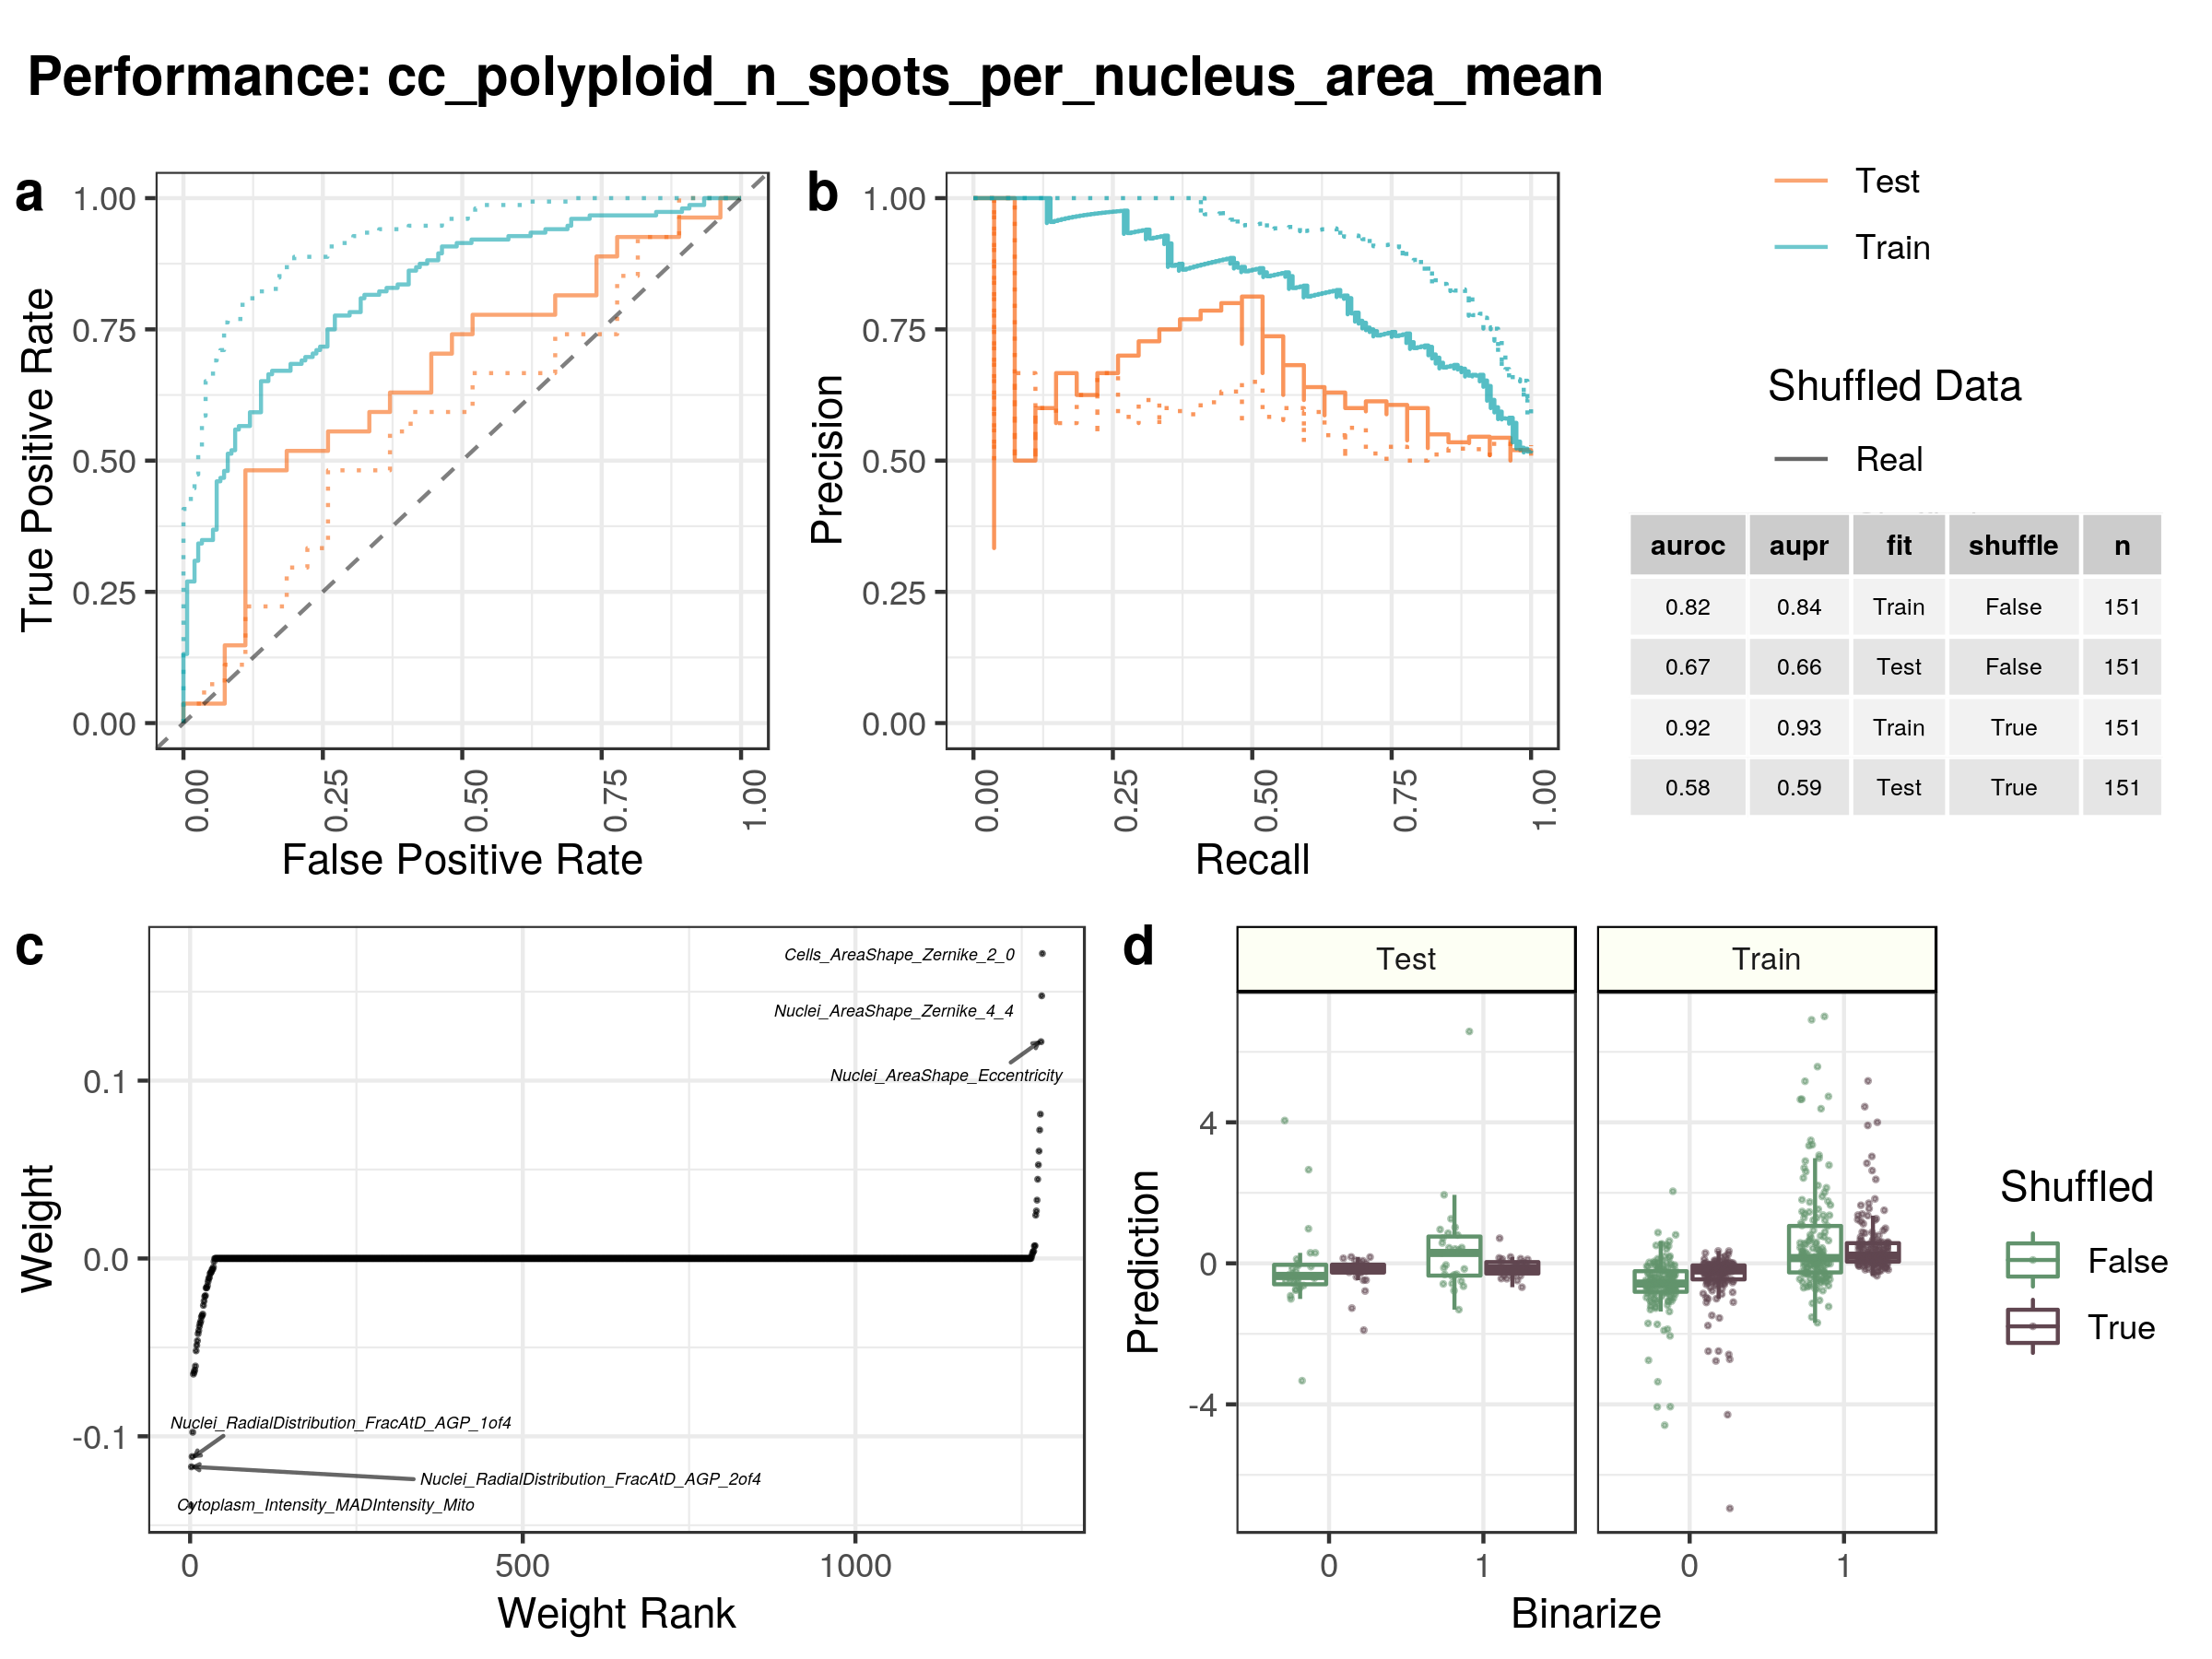 Performance: cc_polyploid_n_spots_per_nucleus_area_mean
a
1.00
0.75
0.50
0.25
0.00
True Positive Rate
0.00
0.25
0.50
0.75
1.00
False Positive Rate
b
1.00
0.75
0.50
0.25
0.00
Precision
0.00
0.25
0.50
0.75
1.00
Recall
Test
Train
Shuffled Data
Real
auroc aupr fit shuffle n
0.82 0.84 Train False 151
0.67 0.66 Test False 151
0.92 0.93 Train True 151
0.58 0.59 Test True 151
c
0.1
0.0
-0.1
Weight
Cells_AreaShape_Zernike_2_0
Nuclei_AreaShape_Zernike_4_4
Nuclei_AreaShape_Eccentricity
Nuclei_RadialDistribution_FracAtD_AGP_1of4
Nuclei_RadialDistribution_FracAtD_AGP_2of4
Cytoplasm_Intensity_MADIntensity_Mito
0 500 1000
Weight Rank
d
Test Train
4
0
-4
Prediction
0 1 0 1
Binarize
Shuffled
False
True